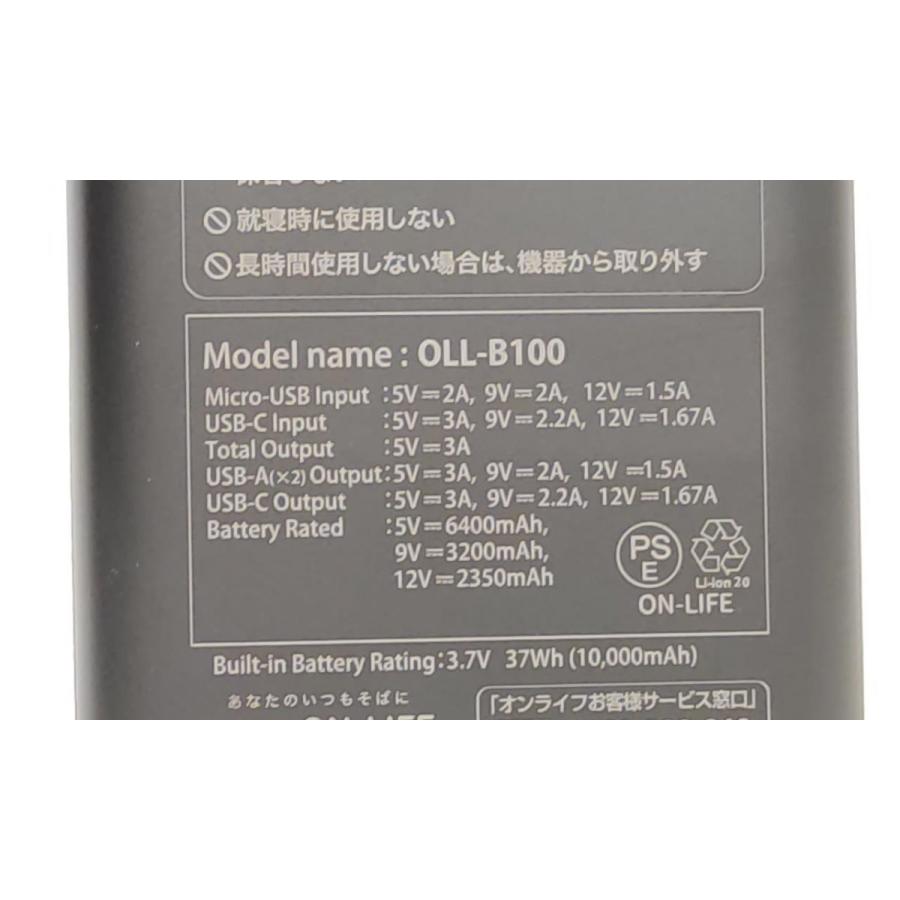 就寝時に使用しない
長時間使用しない場合は、機器から取り外す
Model name : OLL-B100
Micro-USB Input :5V⎓2A, 9V⎓2A, 12V⎓1.5A
USB-C Input :5V⎓3A, 9V⎓2.2A, 12V⎓1.67A
Total Output :5V⎓3A
USB-A(×2) Output:5V⎓3A, 9V⎓2A, 12V⎓1.5A
USB-C Output :5V⎓3A, 9V⎓2.2A, 12V⎓1.67A
Battery Rated :5V⎓6400mAh,
9V⎓3200mAh,
12V⎓2350mAh
PS
E
Li-ion 20
ON-LIFE
Built-in Battery Rating:3.7V 37Wh (10,000mAh)
あなたのいつもそばに
ON-LIFE
「オンライフお客様サービス窓口」